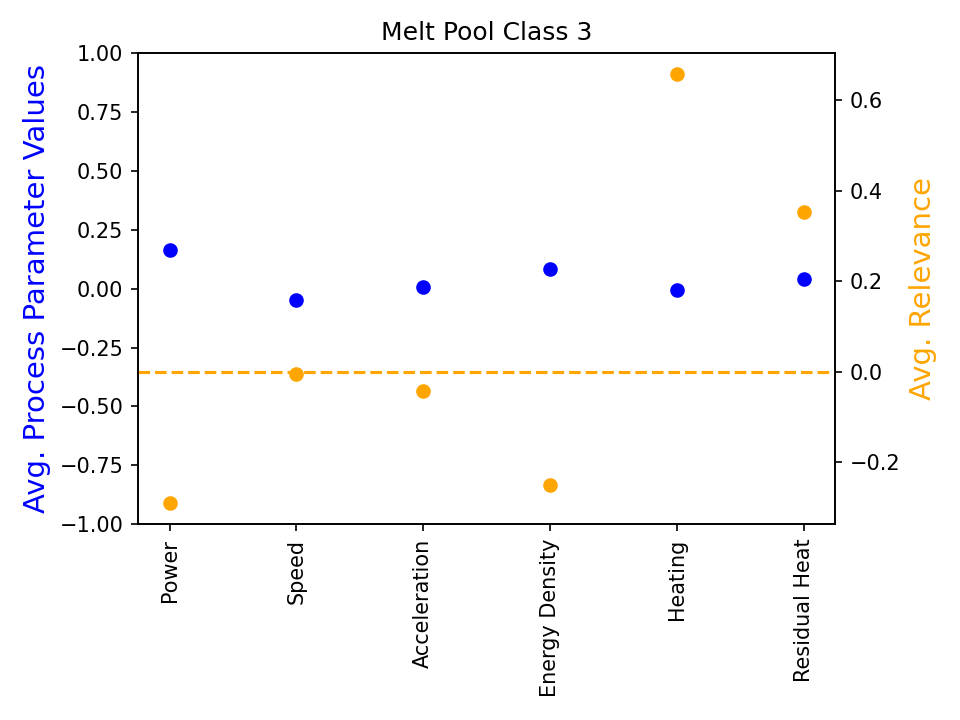 Melt Pool Class 3
Avg. Process Parameter Values
1.00
0.75
0.50
0.25
0.00
−0.25
−0.50
−0.75
−1.00
0.6
0.4
0.2
0.0
−0.2
Avg. Relevance
Power
Speed
Acceleration
Energy Density
Heating
Residual Heat